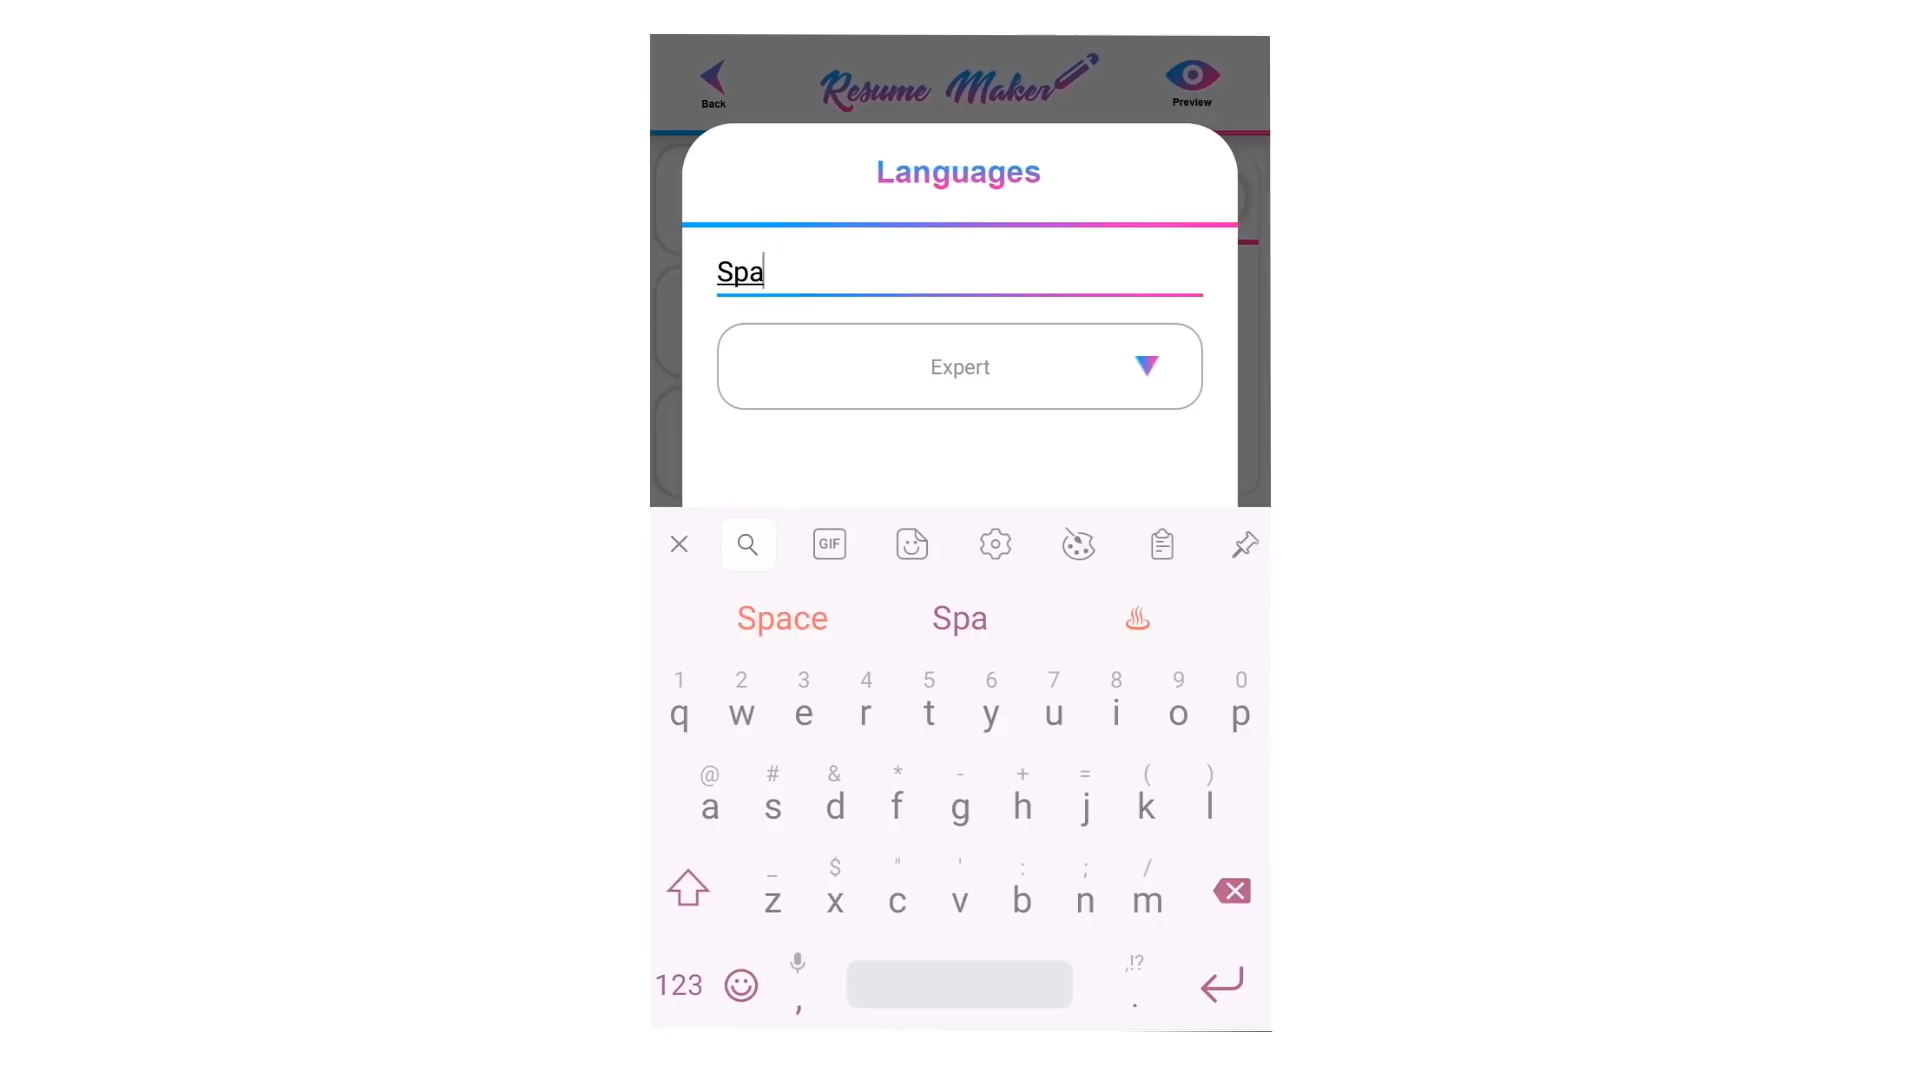 Resume Maker
Back
Preview
Languages
Spa
Expert
GIF
Space Spa
1 2 3 4 5 6 7 8 9 0
q w e r t y u i o p
@ # & * - + = ( )
a s d f g h j k l
_ $ " ' : ; /
z x c v b n m
,!?
123 , .